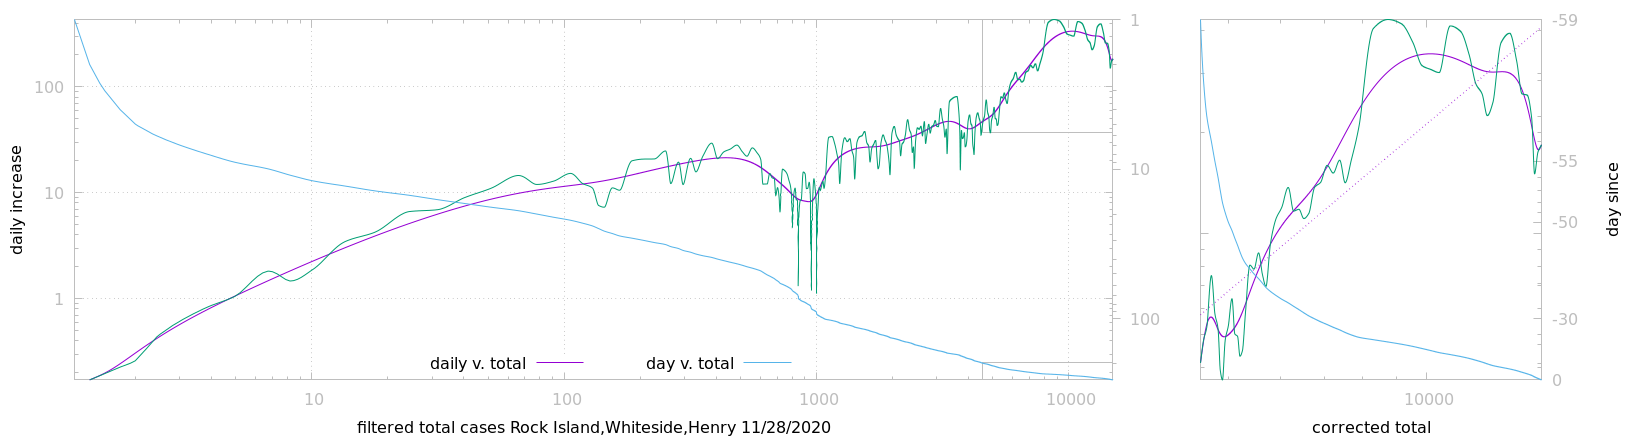 1 -59
100
10 -55
daily increase
day since
10 -50
1
100 -30
daily v. total day v. total
0
10 100 1000 10000 10000
filtered total cases Rock Island,Whiteside,Henry 11/28/2020 corrected total